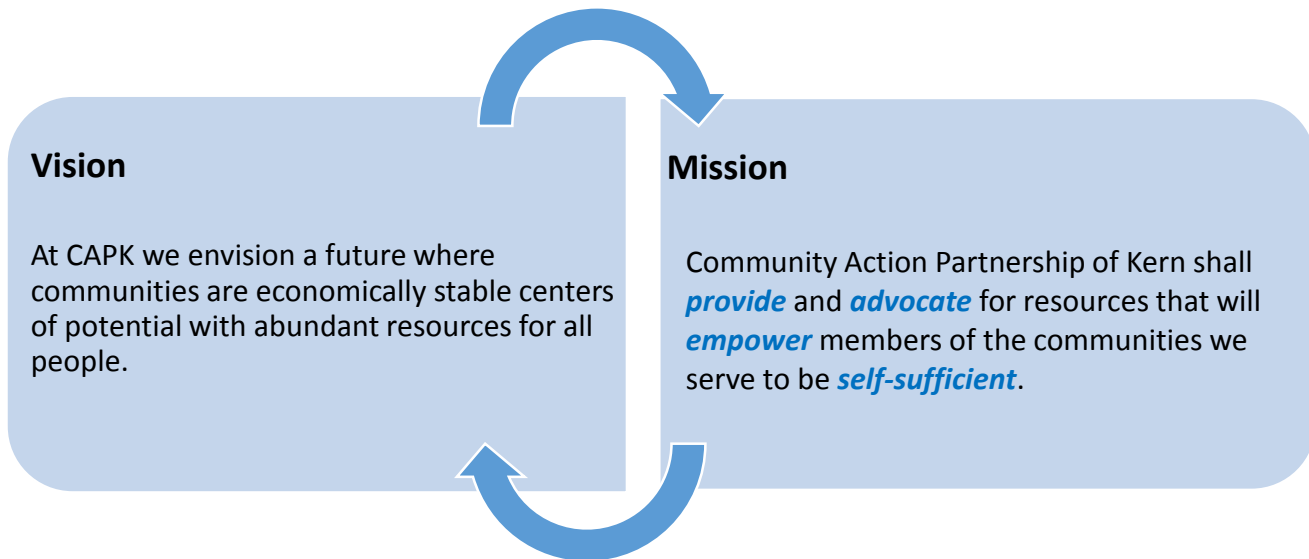 Vision
At CAPK we envision a future where
communities are economically stable centers
of potential with abundant resources for all
people.
Mission
Community Action Partnership of Kern shall
provide and advocate for resources that will
empower members of the communities we
serve to be self-sufficient.